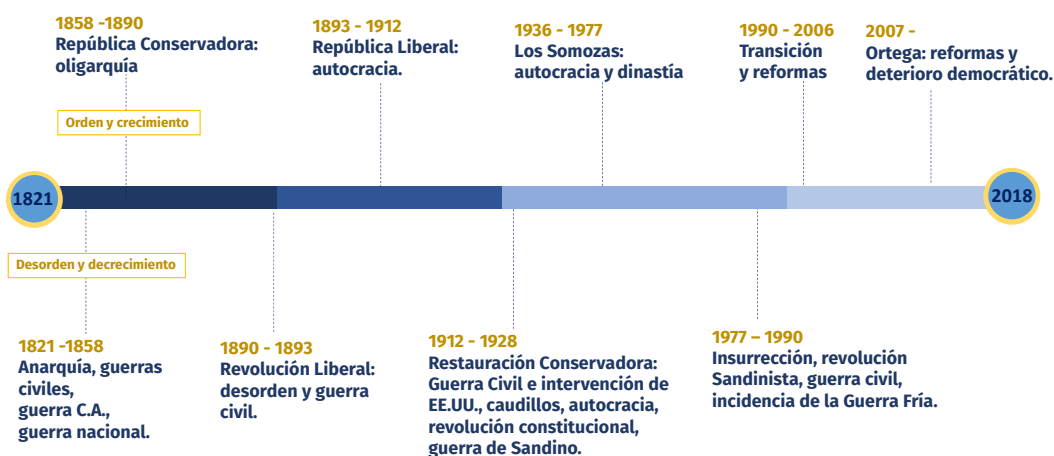 1858 -1890
República Conservadora:
oligarquía
1893 - 1912
República Liberal:
autocracia.
1936 - 1977
Los Somozas:
autocracia y dinastía
1990 - 2006
Transición
y reformas
2007 -
Ortega: reformas y
deterioro democrático.
Orden y crecimiento
1821
2018
Desorden y decrecimiento
1821 -1858
Anarquía, guerras
civiles,
guerra C.A.,
guerra nacional.
1890 - 1893
Revolución Liberal:
desorden y guerra
civil.
1912 - 1928
Restauración Conservadora:
Guerra Civil e intervención de
EE.UU., caudillos, autocracia,
revolución constitucional,
guerra de Sandino.
1977 – 1990
Insurrección, revolución
Sandinista, guerra civil,
incidencia de la Guerra Fría.